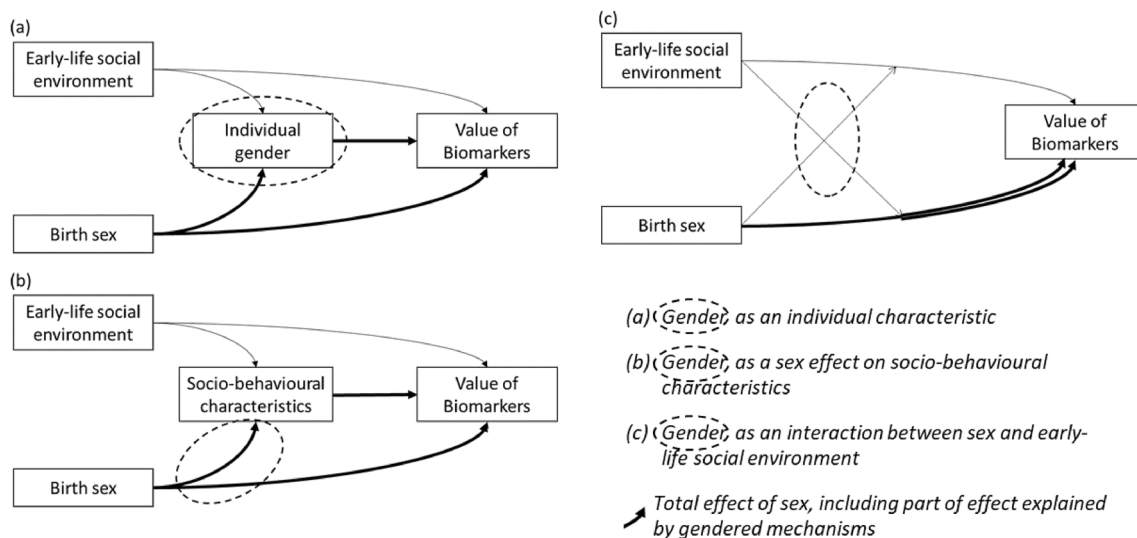 (a)
Early-life social
environment
Individual
gender
Value of
Biomarkers
Birth sex
(b)
Early-life social
environment
Socio-behavioural
characteristics
Value of
Biomarkers
Birth sex
(c)
Early-life social
environment
Value of
Biomarkers
Birth sex
(a) Gender, as an individual characteristic
(b) Gender, as a sex effect on socio-behavioural
characteristics
(c) Gender, as an interaction between sex and early-
life social environment
Total effect of sex, including part of effect explained
by gendered mechanisms